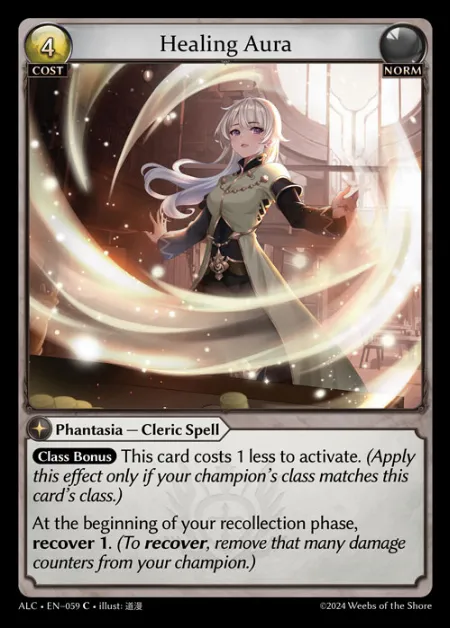 4
Healing Aura
COST
NORM
Phantasia — Cleric Spell
Class Bonus This card costs 1 less to activate. (Apply
this effect only if your champion's class matches this
card's class.)
At the beginning of your recollection phase,
recover 1. (To recover, remove that many damage
counters from your champion.)
ALC • EN–059 C • illust: 道漫
©2024 Weebs of the Shore